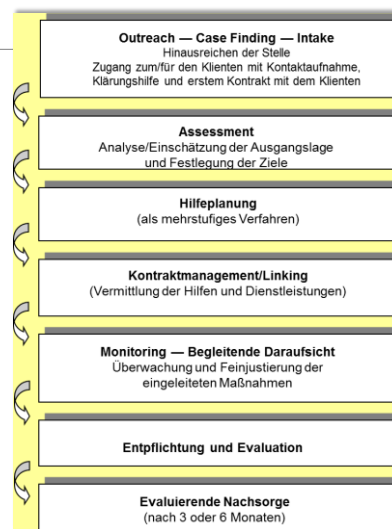 Outreach — Case Finding — Intake
Hinausreichen der Stelle
Zugang zum/für den Klienten mit Kontaktaufnahme,
Klärungshilfe und erstem Kontrakt mit dem Klienten
Assessment
Analyse/Einschätzung der Ausgangslage
und Festlegung der Ziele
Hilfeplanung
(als mehrstufiges Verfahren)
Kontraktmanagement/Linking
(Vermittlung der Hilfen und Dienstleistungen)
Monitoring — Begleitende Daraufsicht
Überwachung und Feinjustierung der
eingeleiteten Maßnahmen
Entpflichtung und Evaluation
Evaluierende Nachsorge
(nach 3 oder 6 Monaten)